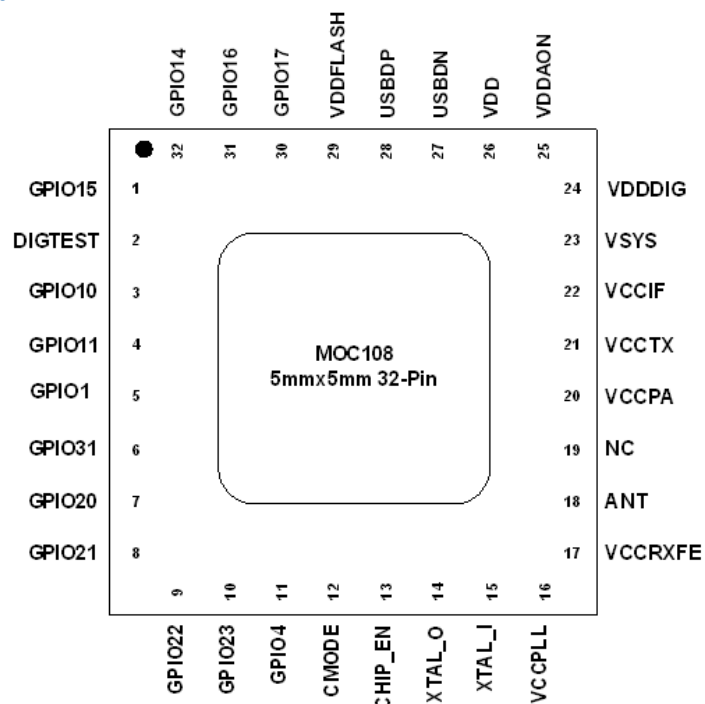 GPIO14
GPIO16
GPIO17
VDDFLASH
USBDP
USBDN
VDD
VDDAON
32
31
30
29
28
27
26
25
GPIO15 1
24 VDDDIG
DIGTEST 2
23 VSYS
GPIO10 3
22 VCCIF
GPIO11 4
21 VCCTX
GPIO1 5
20 VCCPA
GPIO31 6
19 NC
GPIO20 7
18 ANT
GPIO21 8
17 VCCRXFE
MOC108
5mmx5mm 32-Pin
9
10
11
12
13
14
15
16
GPIO22
GPIO23
GPIO4
CMODE
CHIP_EN
XTAL_O
XTAL_I
VCCPLL